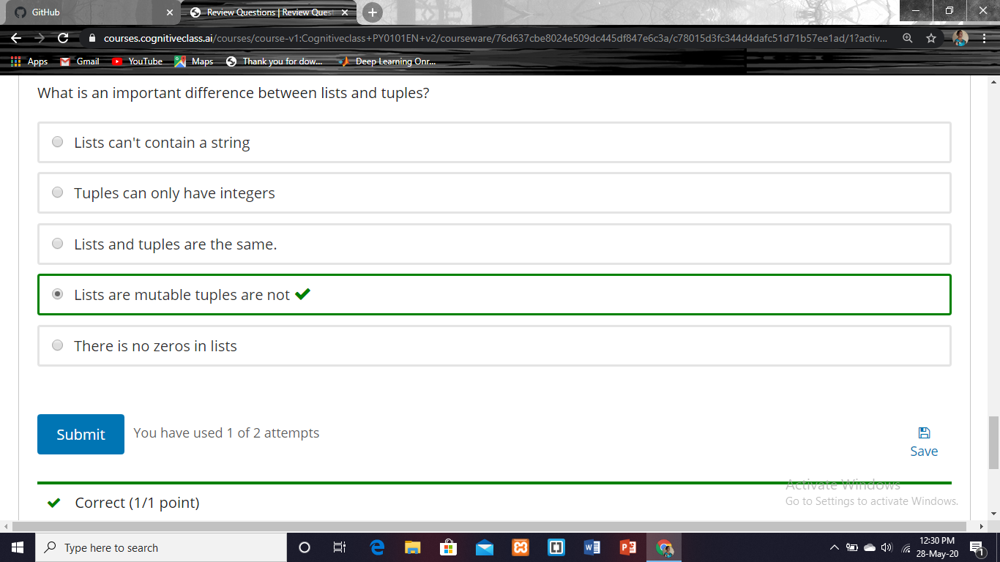 GitHub
Review Questions | Review Ques
courses.cognitiveclass.ai/courses/course-v1:Cognitiveclass+PY0101EN+v2/courseware/76d637cbe8024e509dc445df847e6c3a/c78015d3fc344d4dafc51d71b57ee1ad/1?activ...
Apps Gmail YouTube Maps Thank you for dow... Deep Learning Onr...
What is an important difference between lists and tuples?
Lists can't contain a string
Tuples can only have integers
Lists and tuples are the same.
Lists are mutable tuples are not
There is no zeros in lists
Submit
You have used 1 of 2 attempts
Save
Correct (1/1 point)
Activate Windows
Go to Settings to activate Windows.
Type here to search
12:30 PM
28-May-20
1